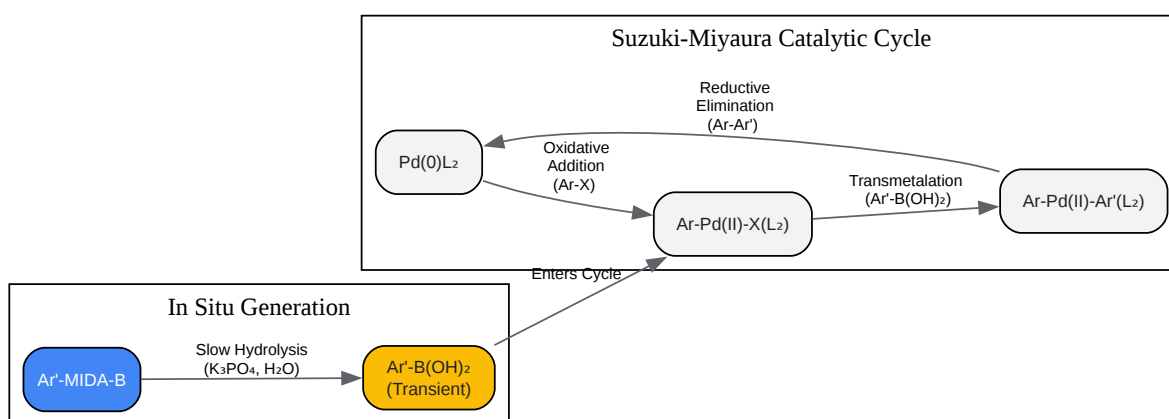 Suzuki-Miyaura Catalytic Cycle
Reductive
Elimination
(Ar-Ar')
Pd(0)L₂
Oxidative
Addition
(Ar-X)
Transmetalation
(Ar'-B(OH)₂)
Ar-Pd(II)-X(L₂)
Ar-Pd(II)-Ar'(L₂)
Enters Cycle
In Situ Generation
Ar'-MIDA-B
Slow Hydrolysis
(K₃PO₄, H₂O)
Ar'-B(OH)₂
(Transient)